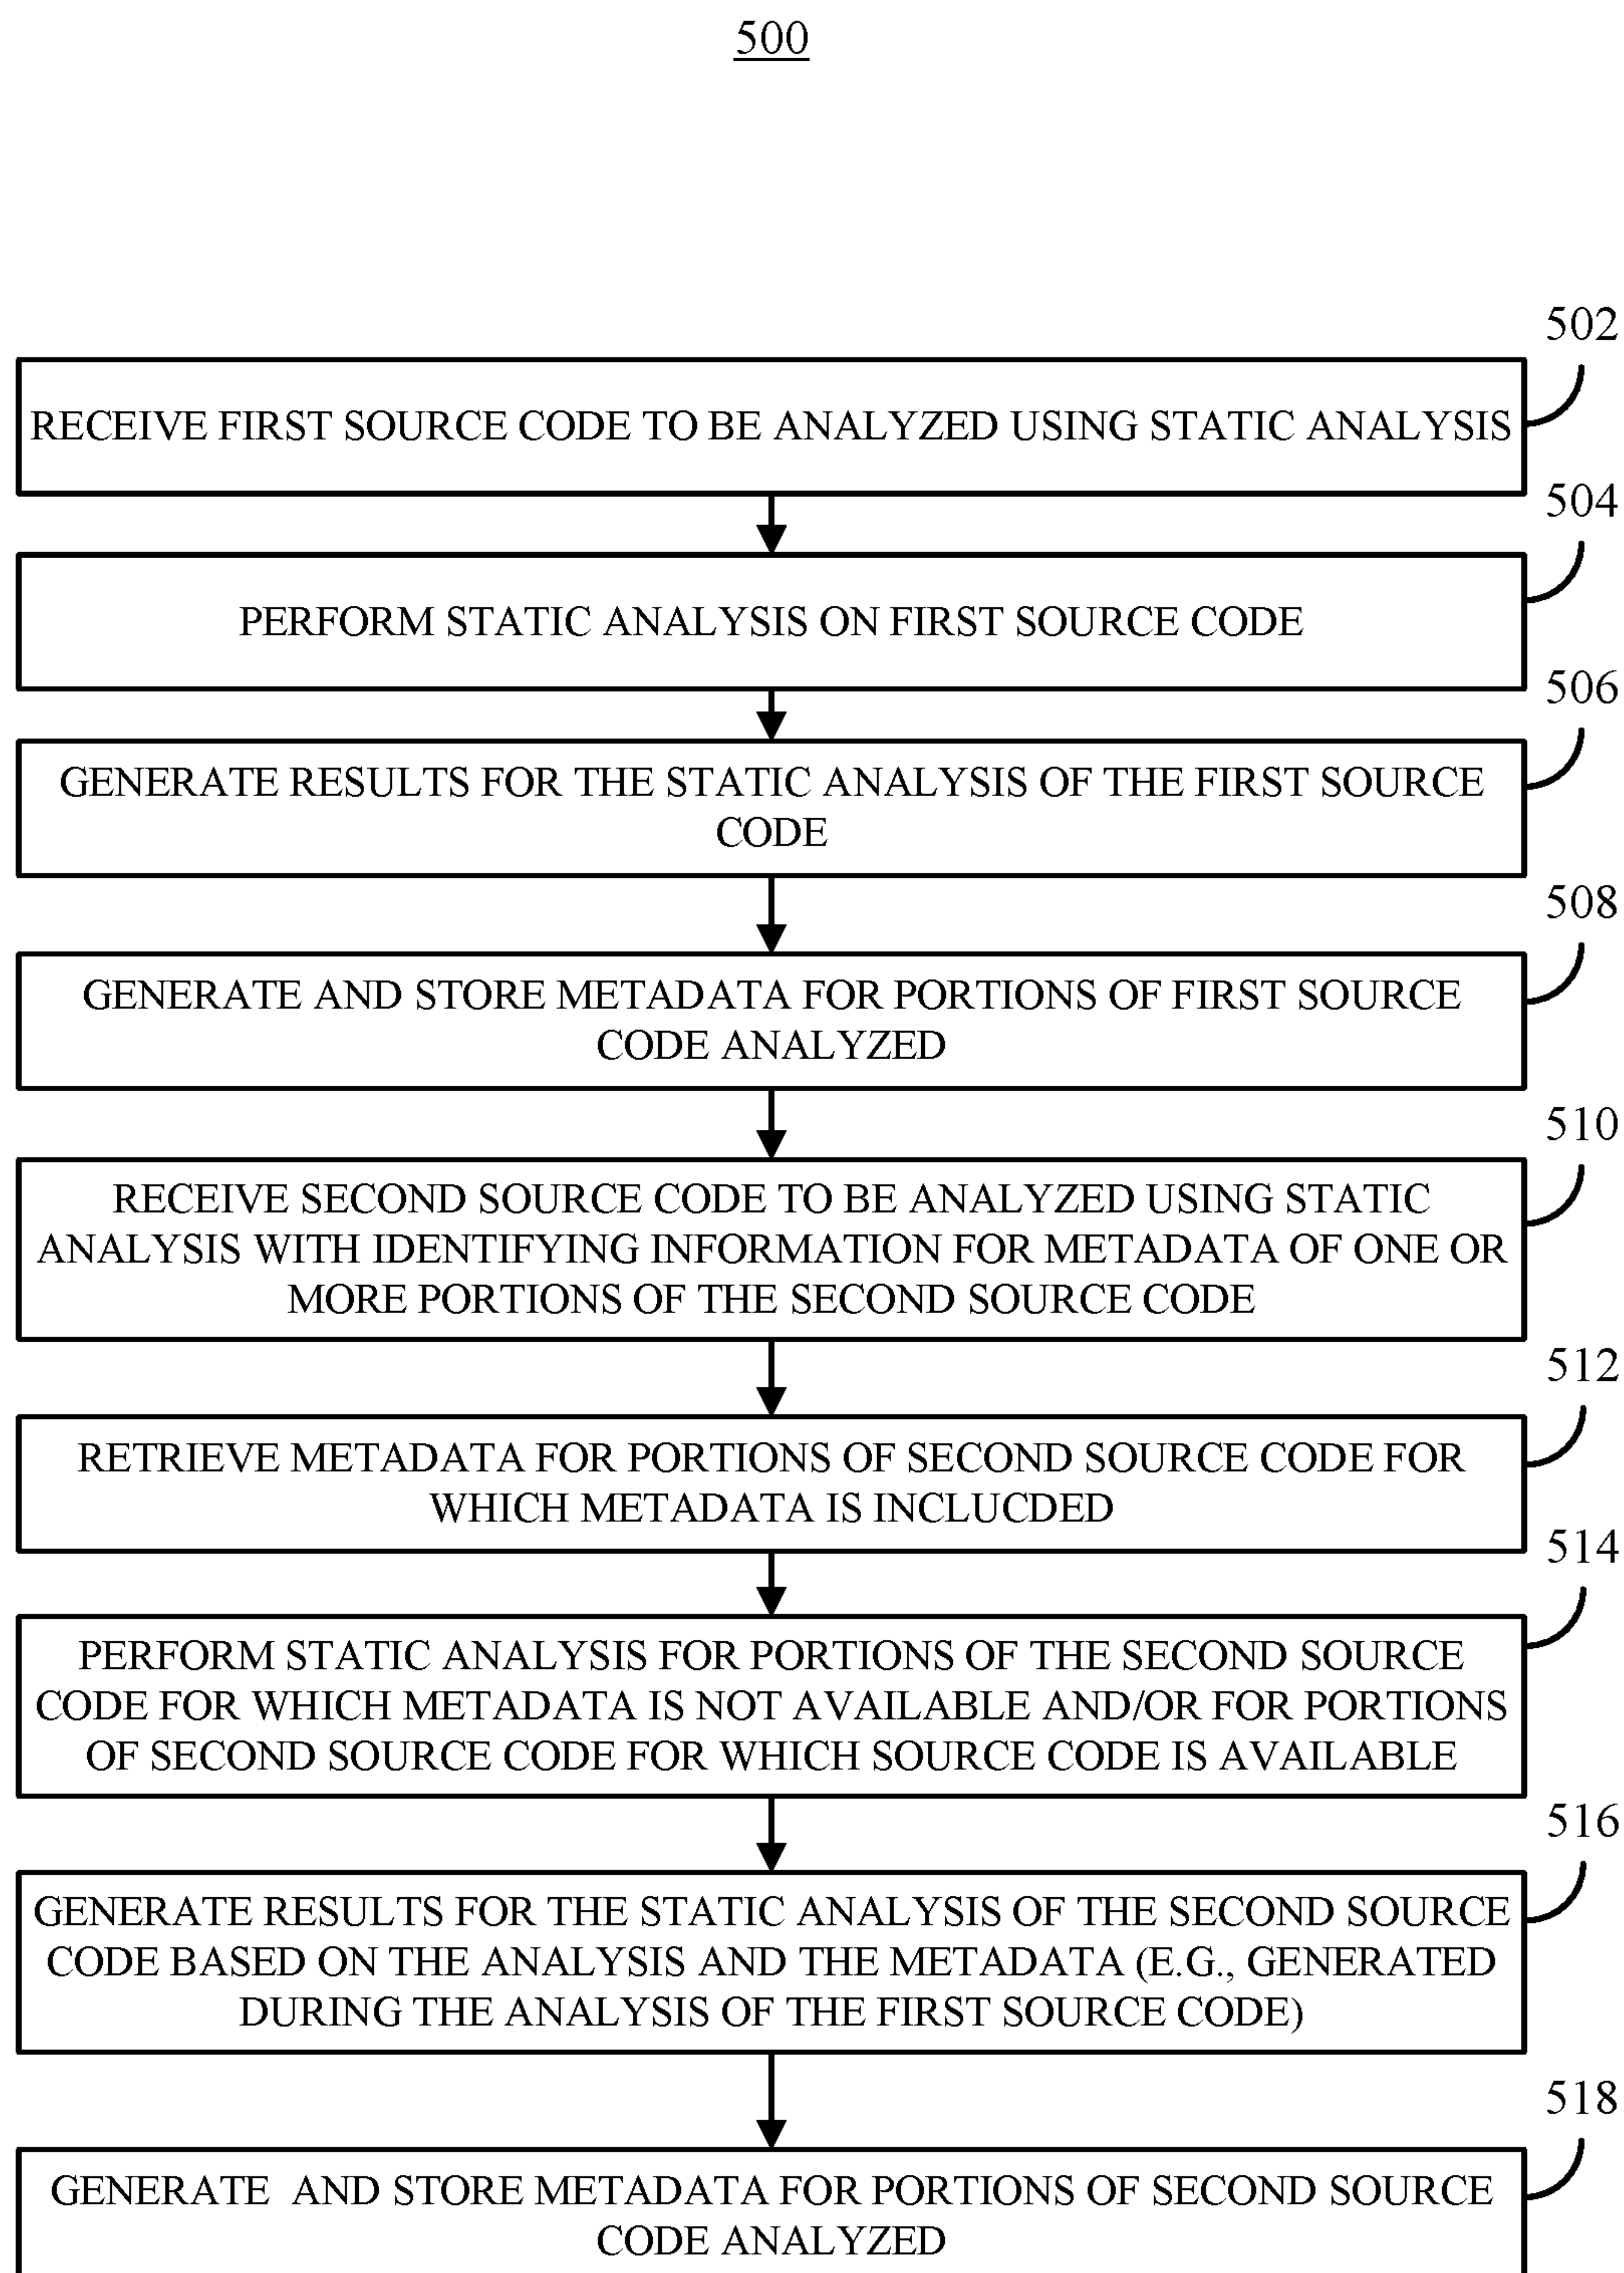 500
502
RECEIVE FIRST SOURCE CODE TO BE ANALYZED USING STATIC ANALYSIS
504
PERFORM STATIC ANALYSIS ON FIRST SOURCE CODE
506
GENERATE RESULTS FOR THE STATIC ANALYSIS OF THE FIRST SOURCE
CODE
508
GENERATE AND STORE METADATA FOR PORTIONS OF FIRST SOURCE
CODE ANALYZED
510
RECEIVE SECOND SOURCE CODE TO BE ANALYZED USING STATIC
ANALYSIS WITH IDENTIFYING INFORMATION FOR METADATA OF ONE OR
MORE PORTIONS OF THE SECOND SOURCE CODE
512
RETRIEVE METADATA FOR PORTIONS OF SECOND SOURCE CODE FOR
WHICH METADATA IS INCLUCDED
514
PERFORM STATIC ANALYSIS FOR PORTIONS OF THE SECOND SOURCE
CODE FOR WHICH METADATA IS NOT AVAILABLE AND/OR FOR PORTIONS
OF SECOND SOURCE CODE FOR WHICH SOURCE CODE IS AVAILABLE
516
GENERATE RESULTS FOR THE STATIC ANALYSIS OF THE SECOND SOURCE
CODE BASED ON THE ANALYSIS AND THE METADATA (E.G., GENERATED
DURING THE ANALYSIS OF THE FIRST SOURCE CODE)
518
GENERATE AND STORE METADATA FOR PORTIONS OF SECOND SOURCE
CODE ANALYZED